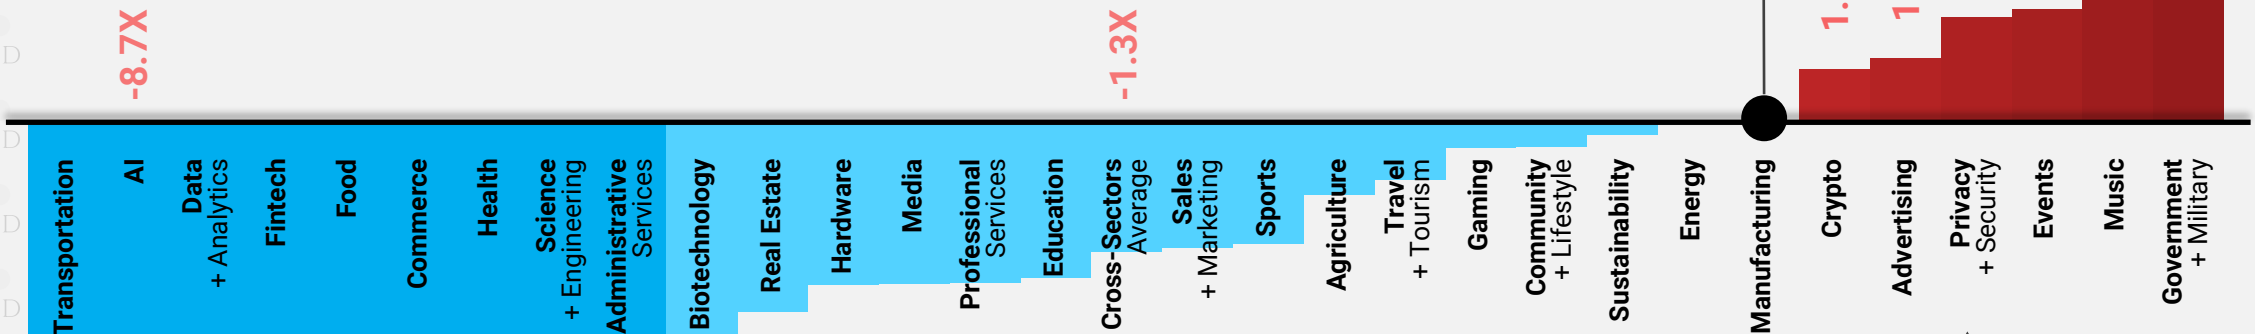 -8.7X
-1.3X
Transportation
AI
Data
+ Analytics
Fintech
Food
Commerce
Health
Science
+ Engineering
Administrative
Services
Biotechnology
Real Estate
Hardware
Media
Professional
Services
Education
Cross-Sectors
Average
Sales
+ Marketing
Sports
Agriculture
Travel
+ Tourism
Gaming
Community
+ Lifestyle
Sustainability
Energy
Manufacturing
Crypto
Advertising
Privacy
+ Security
Events
Music
Government
+ Military